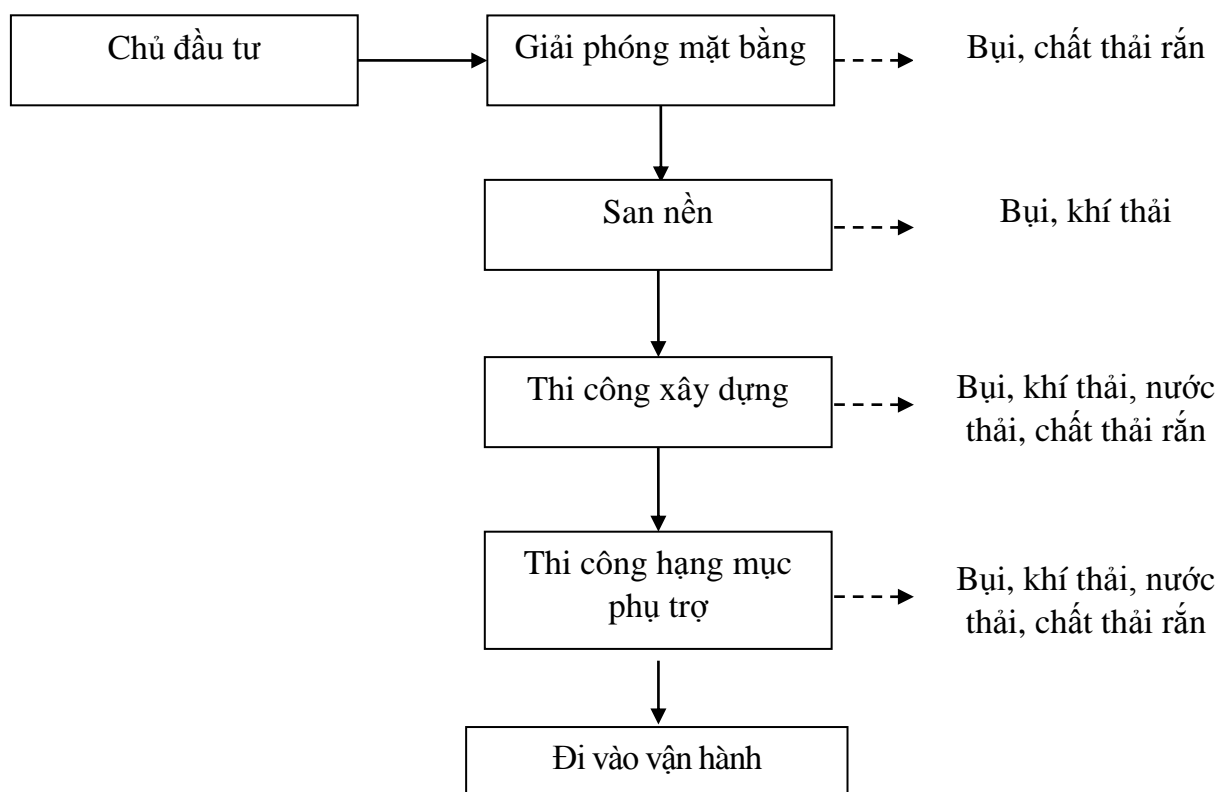 Chủ đầu tư
Giải phóng mặt bằng
Bụi, chất thải rắn
San nền
Bụi, khí thải
Thi công xây dựng
Bụi, khí thải, nước
thải, chất thải rắn
Thi công hạng mục
phụ trợ
Bụi, khí thải, nước
thải, chất thải rắn
Đi vào vận hành